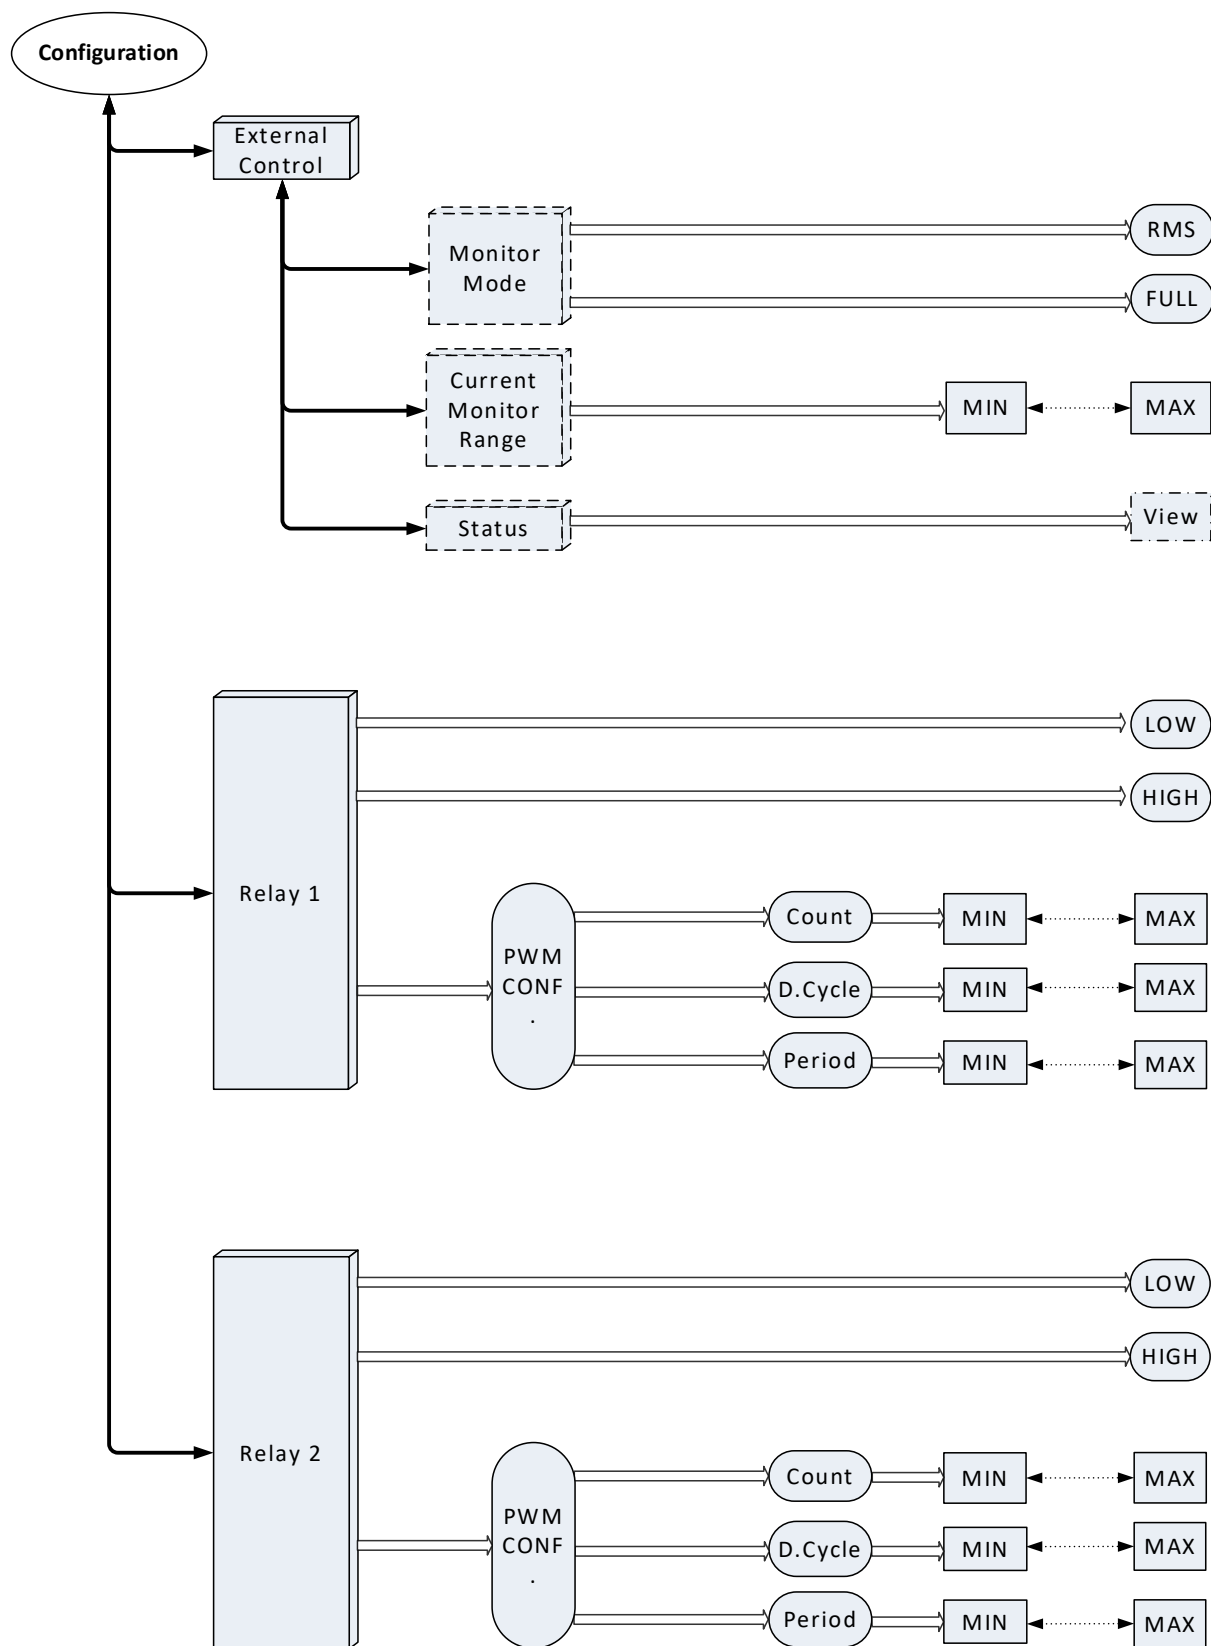 Configuration
External
Control
Monitor
Mode
RMS
FULL
Current
Monitor
Range
MIN
MAX
Status
View
Relay 1
LOW
HIGH
PWM
CONF
.
Count
MIN
MAX
D.Cycle
MIN
MAX
Period
MIN
MAX
Relay 2
LOW
HIGH
PWM
CONF
.
Count
MIN
MAX
D.Cycle
MIN
MAX
Period
MIN
MAX